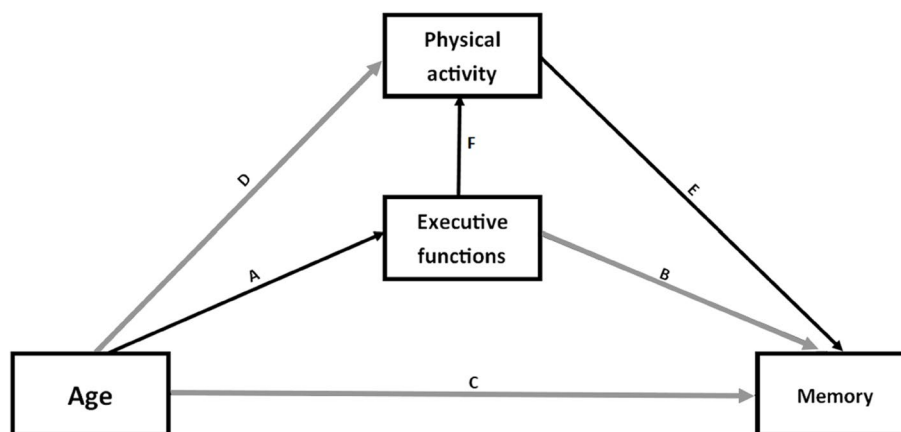 Physical
activity
F
D
E
Executive
functions
A
B
Age
C
Memory